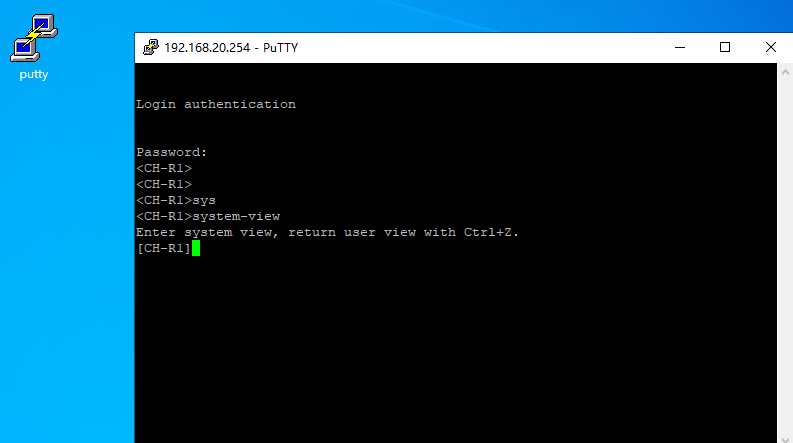 putty
192.168.20.254 - PuTTY
Login authentication
Password:
<CH-R1>
<CH-R1>
<CH-R1>sys
<CH-R1>system-view
Enter system view, return user view with Ctrl+Z.
[CH-R1]